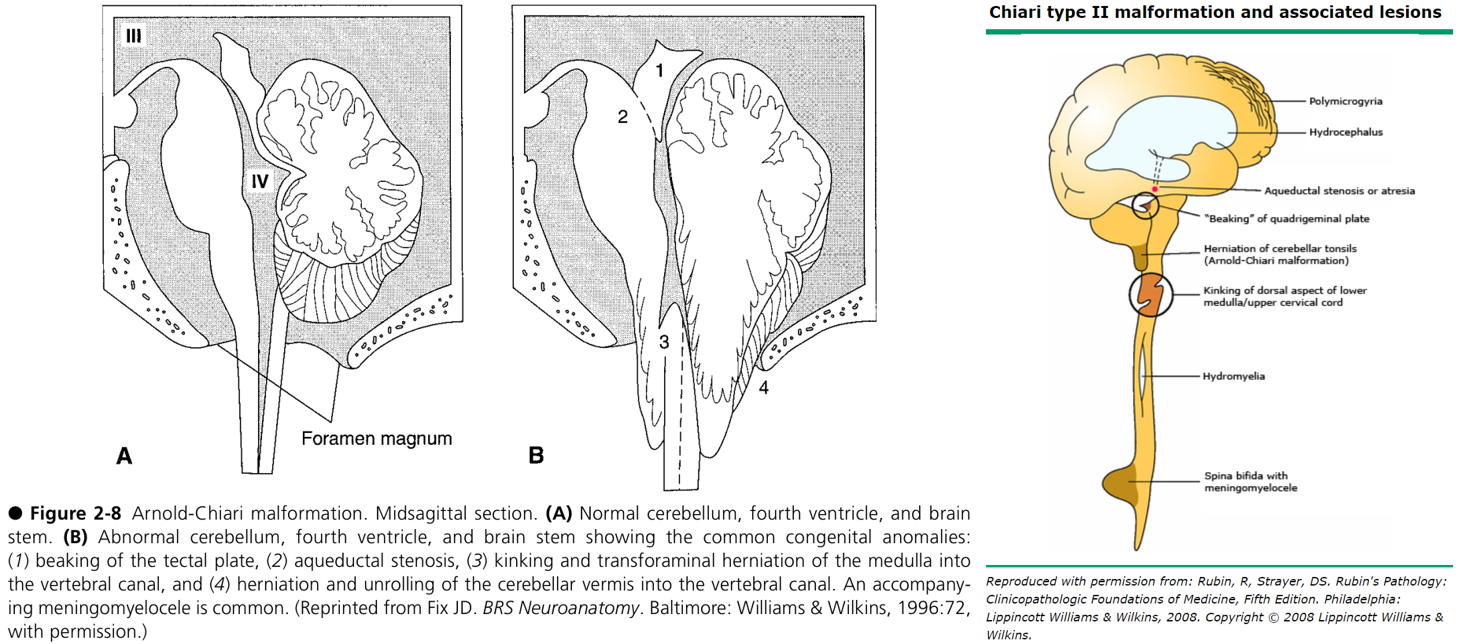 III
IV
Foramen magnum
A
1
2
3
4
B
● Figure 2-8 Arnold-Chiari malformation. Midsagittal section. (A) Normal cerebellum, fourth ventricle, and brain
stem. (B) Abnormal cerebellum, fourth ventricle, and brain stem showing the common congenital anomalies:
(1) beaking of the tectal plate, (2) aqueductal stenosis, (3) kinking and transforaminal herniation of the medulla into
the vertebral canal, and (4) herniation and unrolling of the cerebellar vermis into the vertebral canal. An accompany-
ing meningomyelocele is common. (Reprinted from Fix JD. BRS Neuroanatomy. Baltimore: Williams & Wilkins, 1996:72,
with permission.)
Chiari type II malformation and associated lesions
Polymicrogyria
Hydrocephalus
Aqueductal stenosis or atresia
"Beaking" of quadrigeminal plate
Herniation of cerebellar tonsils
(Arnold-Chiari malformation)
Kinking of dorsal aspect of lower
medulla/upper cervical cord
Hydromyelia
Spina bifida with
meningomyelocele
Reproduced with permission from: Rubin, R, Strayer, DS. Rubin's Pathology:
Clinicopathologic Foundations of Medicine, Fifth Edition. Philadelphia:
Lippincott Williams & Wilkins, 2008. Copyright © 2008 Lippincott Williams &
Wilkins.